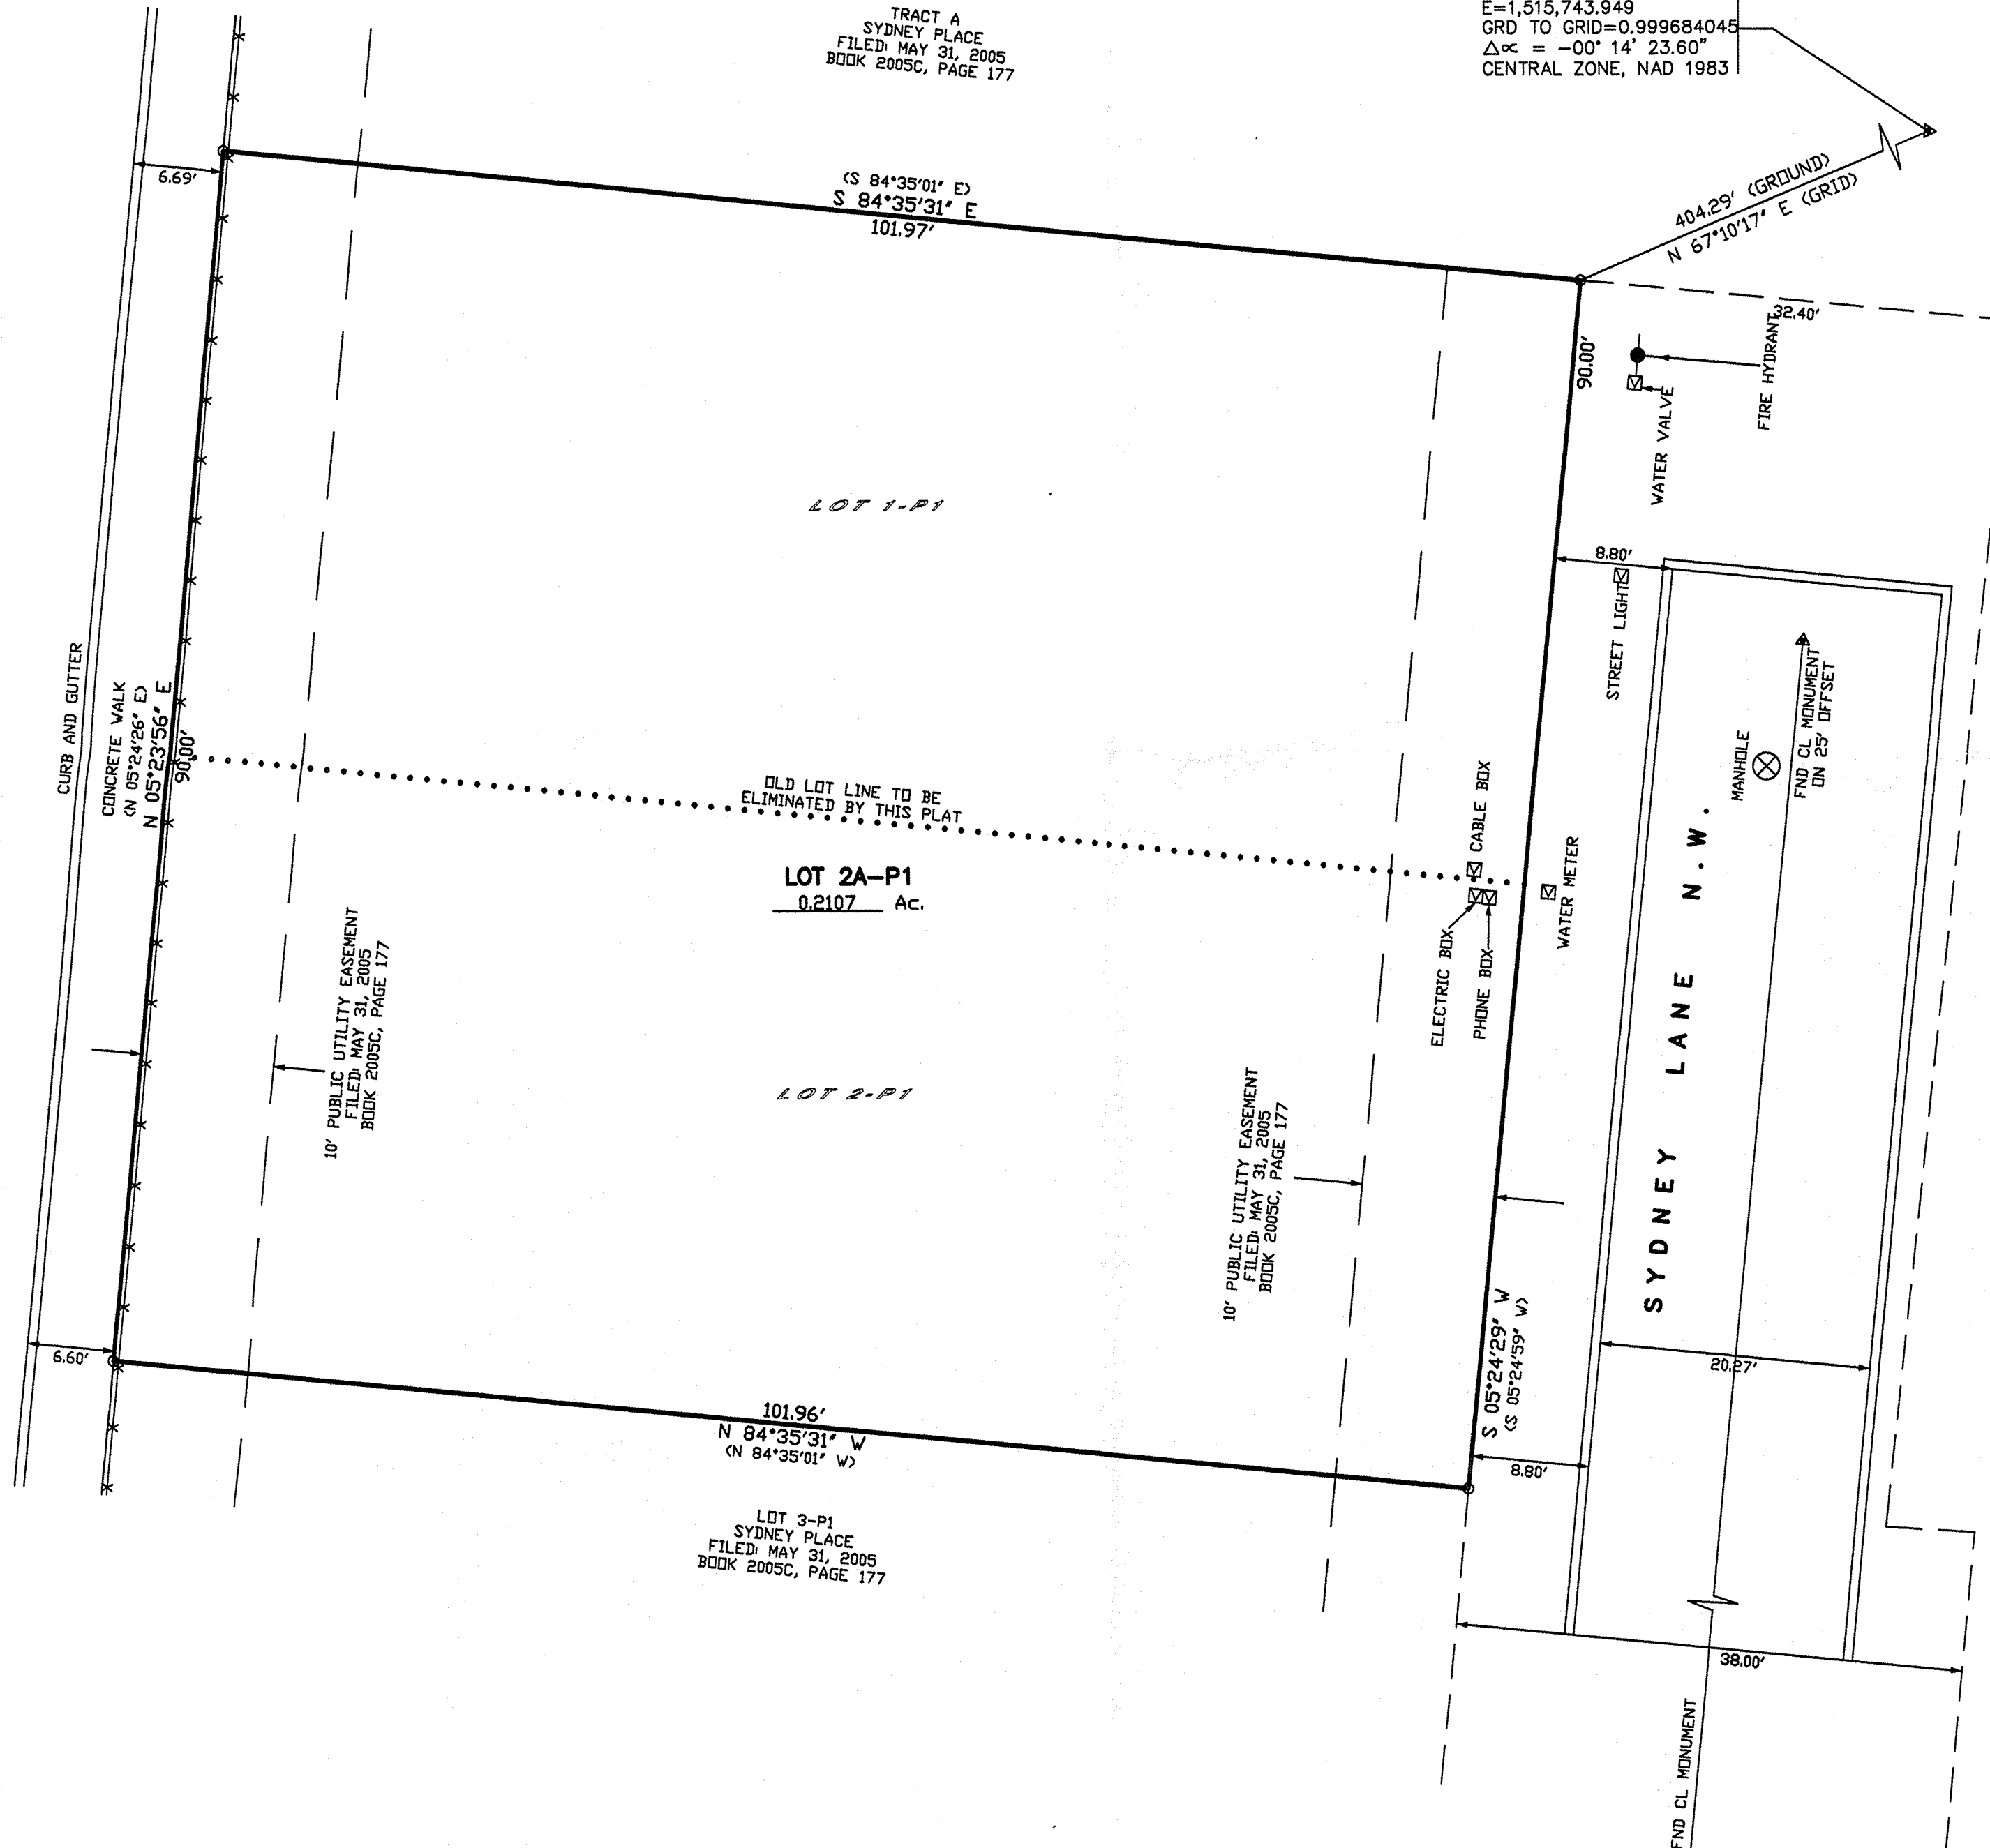 TRACT A
SYDNEY PLACE
FILED: MAY 31, 2005
BOOK 2005C, PAGE 177
E=1,515,743.949
GRD TO GRID=0.999684045
Δ∝ = -00° 14' 23.60"
CENTRAL ZONE, NAD 1983
404.29' (GROUND)
N 67°10'17" E (GRID)
6.69'
(S 84°35'01" E)
S 84°35'31" E
101.97'
32.40'
90.00'
FIRE HYDRANT
WATER VALVE
LOT 1-P1
8.80'
STREET LIGHT
FND CL MONUMENT
ON 25' OFFSET
MANHOLE
CURB AND GUTTER
CONCRETE WALK
(N 05°24'26" E)
N 05°23'56" E
90.00'
OLD LOT LINE TO BE
ELIMINATED BY THIS PLAT
CABLE BOX
WATER METER
ELECTRIC BOX
PHONE BOX
LOT 2A-P1
0.2107 Ac.
SYDNEY LANE N.W.
10' PUBLIC UTILITY EASEMENT
FILED: MAY 31, 2005
BOOK 2005C, PAGE 177
LOT 2-P1
10' PUBLIC UTILITY EASEMENT
FILED: MAY 31, 2005
BOOK 2005C, PAGE 177
S 05°24'29" W
(S 05°24'59" W)
6.60'
20.27'
101.96'
N 84°35'31" W
(N 84°35'01" W)
8.80'
LOT 3-P1
SYDNEY PLACE
FILED: MAY 31, 2005
BOOK 2005C, PAGE 177
38.00'
FND CL MONUMENT